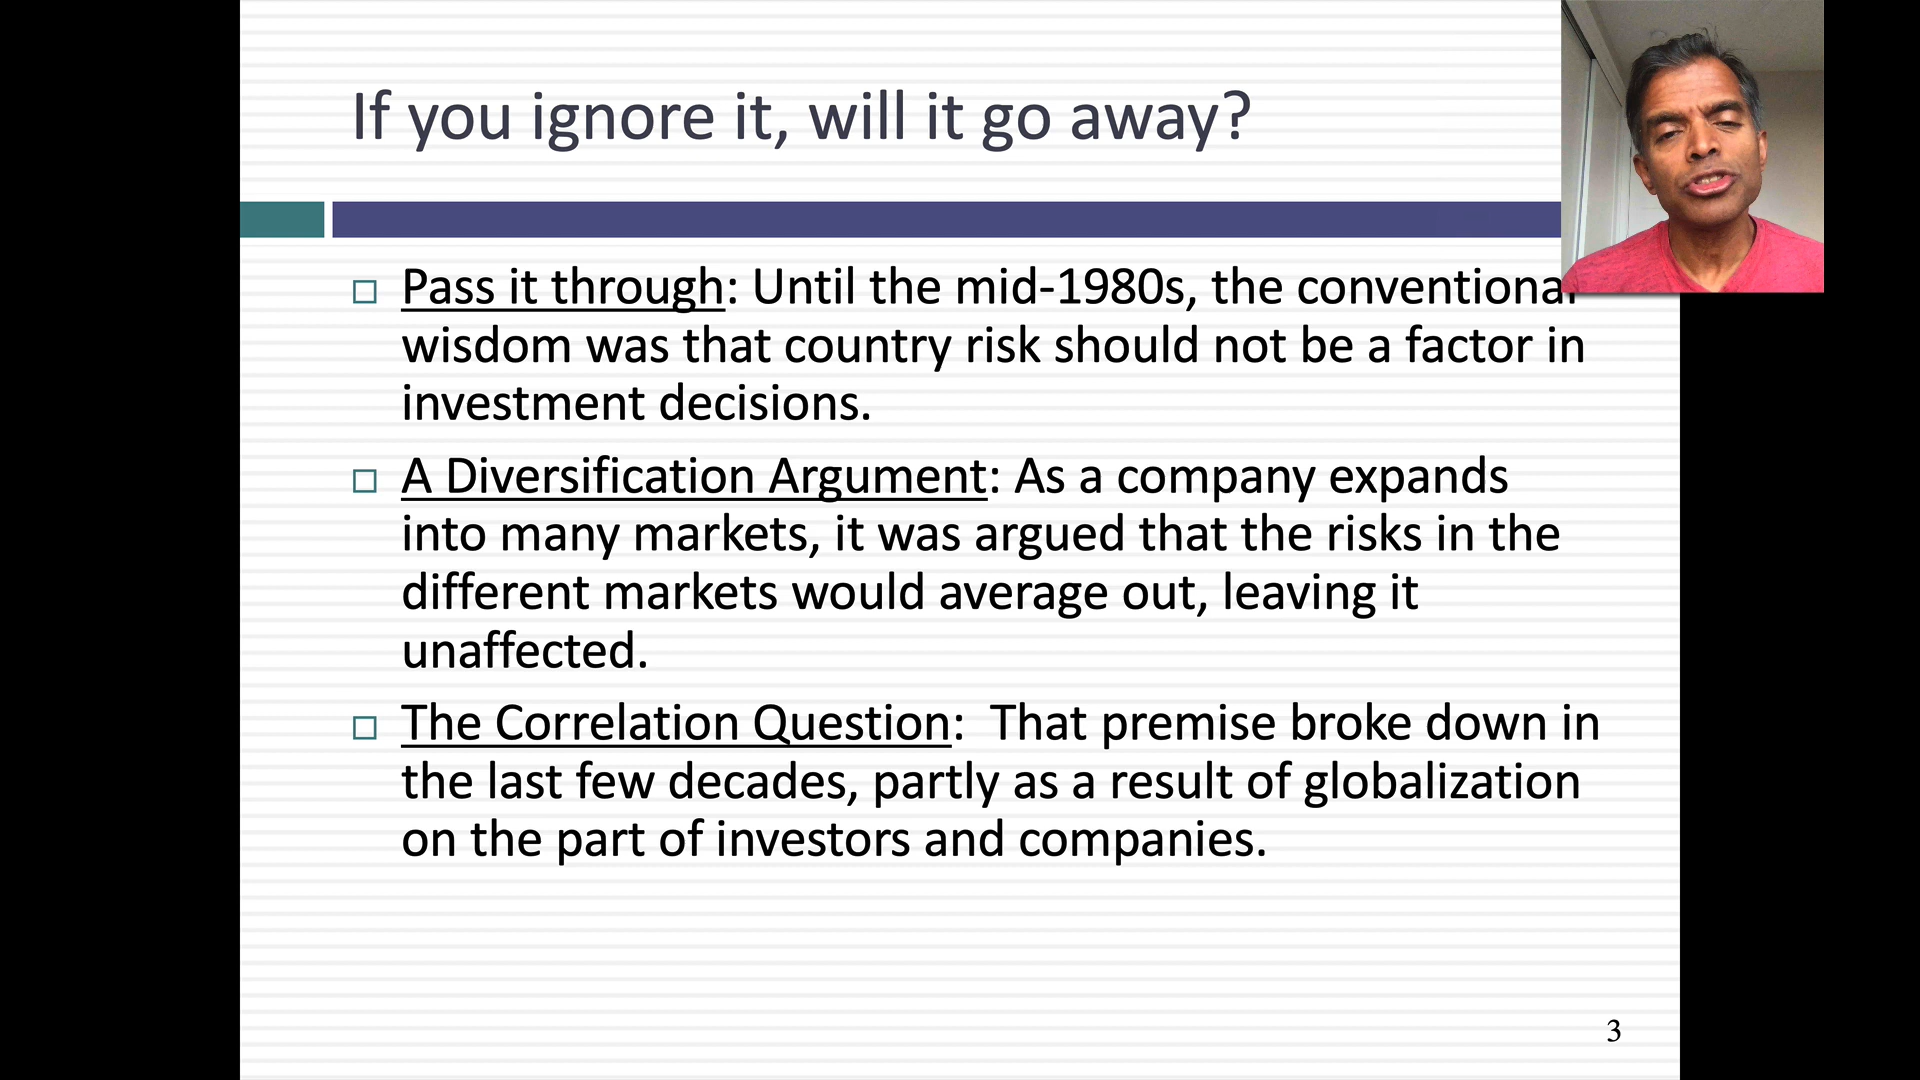 If you ignore it, will it go away?
Pass it through: Until the mid-1980s, the conventional
wisdom was that country risk should not be a factor in
investment decisions.
A Diversification Argument: As a company expands
into many markets, it was argued that the risks in the
different markets would average out, leaving it
unaffected.
The Correlation Question:  That premise broke down in
the last few decades, partly as a result of globalization
on the part of investors and companies.
3